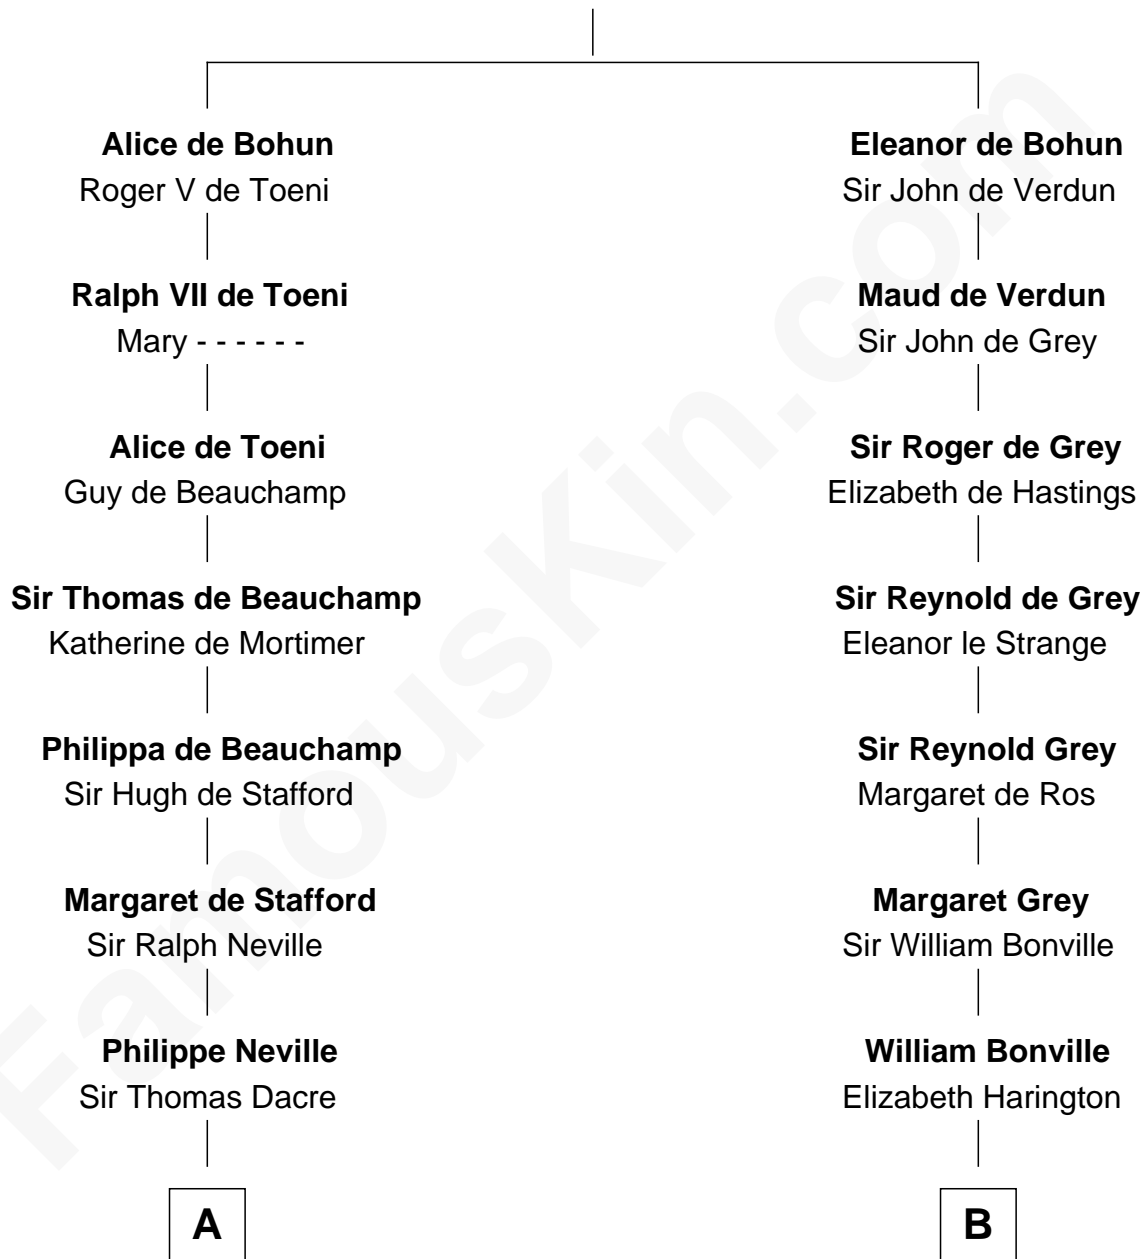 Alice de Bohun
Roger V de Toeni
Ralph VII de Toeni
Mary - - - - - -
Alice de Toeni
Guy de Beauchamp
Sir Thomas de Beauchamp
Katherine de Mortimer
Philippa de Beauchamp
Sir Hugh de Stafford
Margaret de Stafford
Sir Ralph Neville
Philippe Neville
Sir Thomas Dacre
A
Eleanor de Bohun
Sir John de Verdun
Maud de Verdun
Sir John de Grey
Sir Roger de Grey
Elizabeth de Hastings
Sir Reynold de Grey
Eleanor le Strange
Sir Reynold Grey
Margaret de Ros
Margaret Grey
Sir William Bonville
William Bonville
Elizabeth Harington
B
FamousKin.com